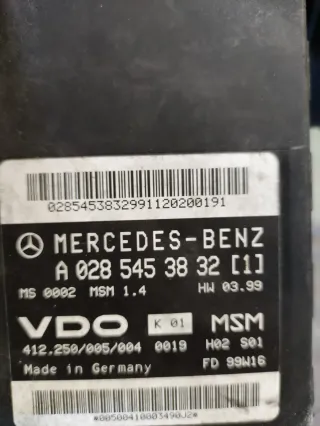 0285453832991120200191
MERCEDES-BENZ
A 028 545 38 32 [1]
MS 0002 MSM 1.4 HW 03.99
VDO K 01 MSM
412.250/005/004 0019 H02 S01
Made in Germany FD 99W16